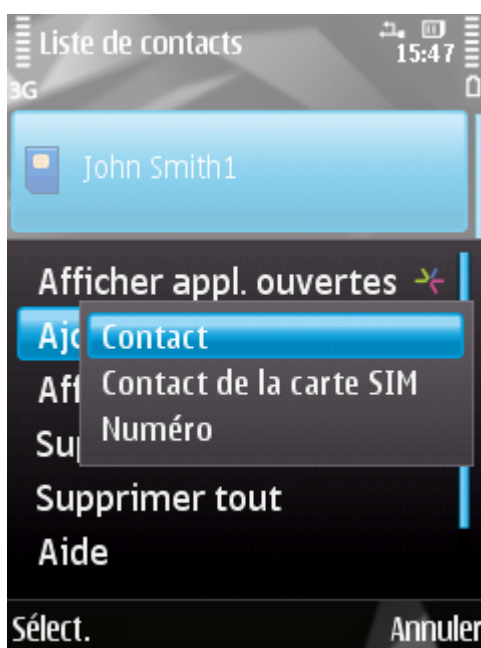 Liste de contacts
15:47
3G
John Smith1
Afficher appl. ouvertes
Contact
Contact de la carte SIM
Numéro
Supprimer tout
Aide
Sélect. Annuler